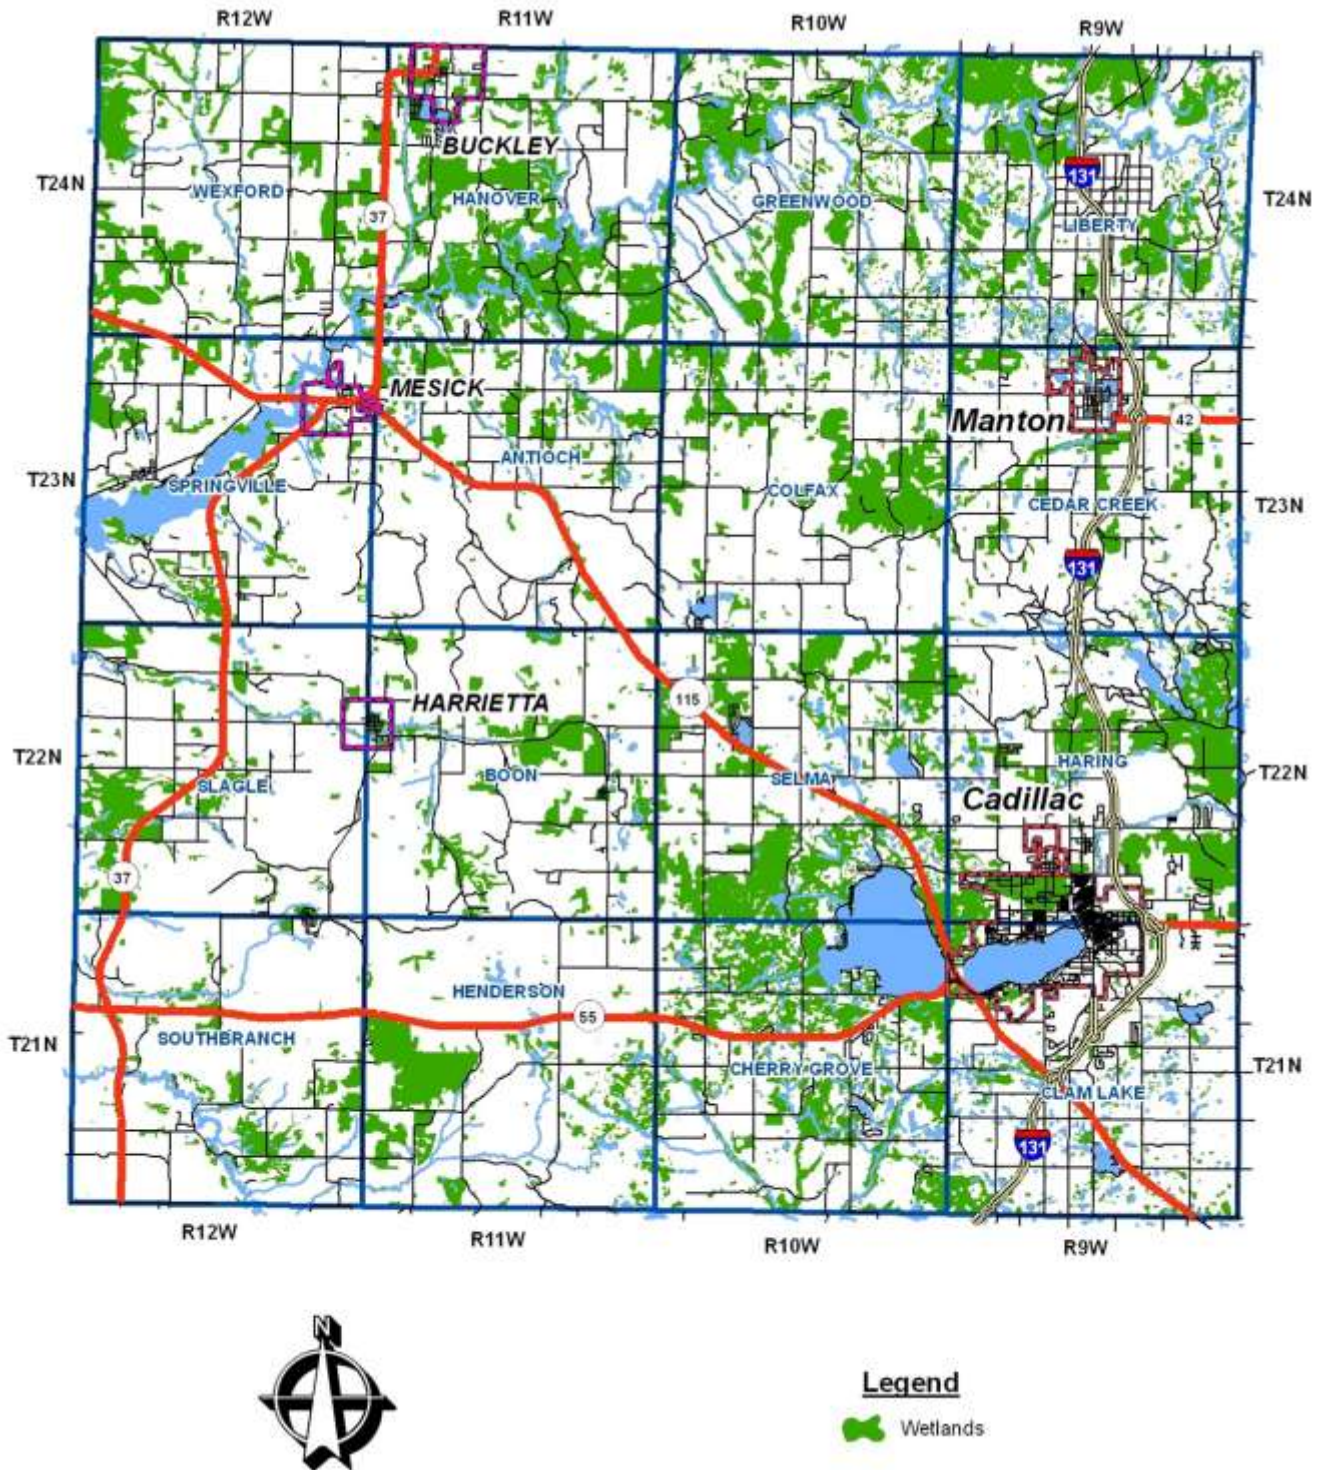 R12W
R11W
R10W
R9W
BUCKLEY
131
T24N
WEXFORD
HANOVER
GREENWOOD
T24N
37
LIBERTY
MESICK
Manton
42
ANTIOCH
T23N
SPRINGVILLE
COLFAX
CEDAR CREEK
T23N
131
HARRIETTA
115
T22N
BOON
SELMA
HARING
T22N
SLAGLE
Cadillac
37
HENDERSON
55
T21N
SOUTHBRANCH
CHERRY GROVE
T21N
CLAM LAKE
131
R12W
R11W
R10W
R9W
N
Legend
Wetlands